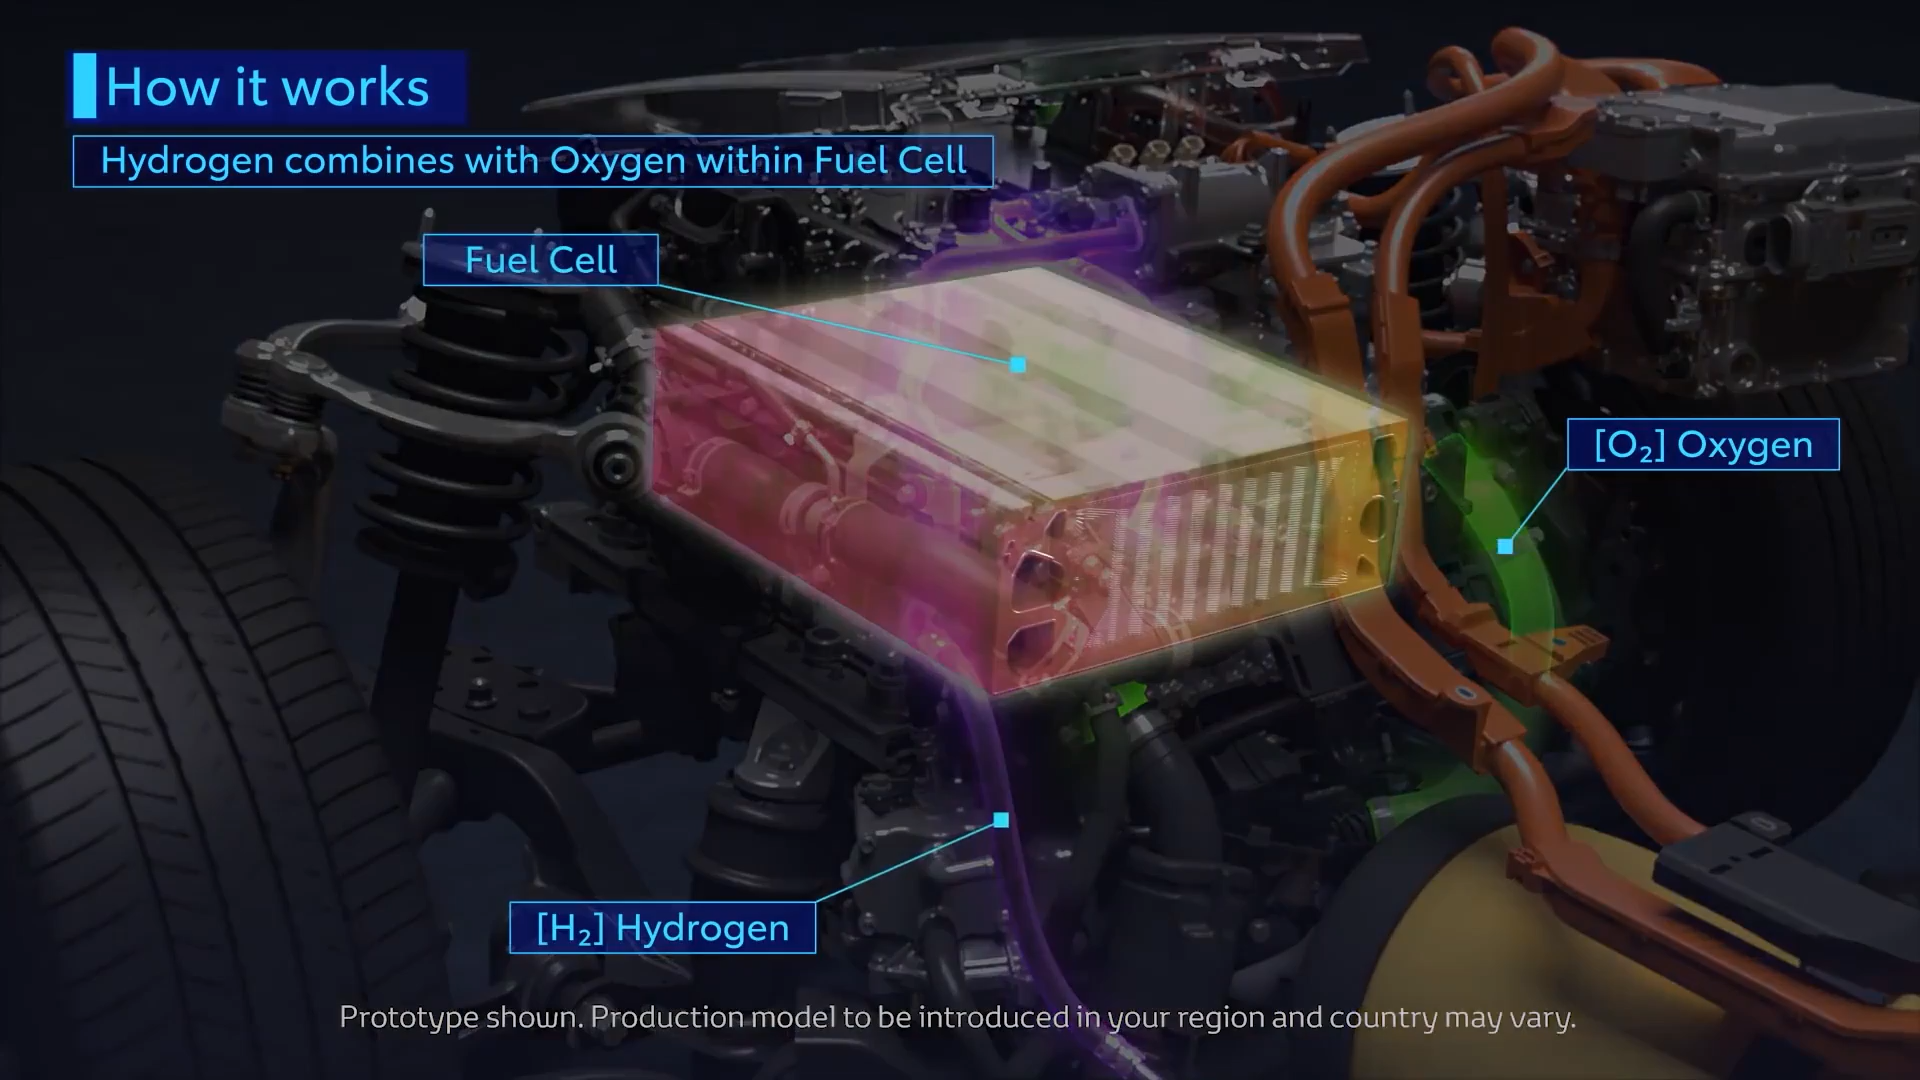 How it works
Hydrogen combines with Oxygen within Fuel Cell
Fuel Cell
[O₂] Oxygen
[H₂] Hydrogen
Prototype shown. Production model to be introduced in your region and country may vary.